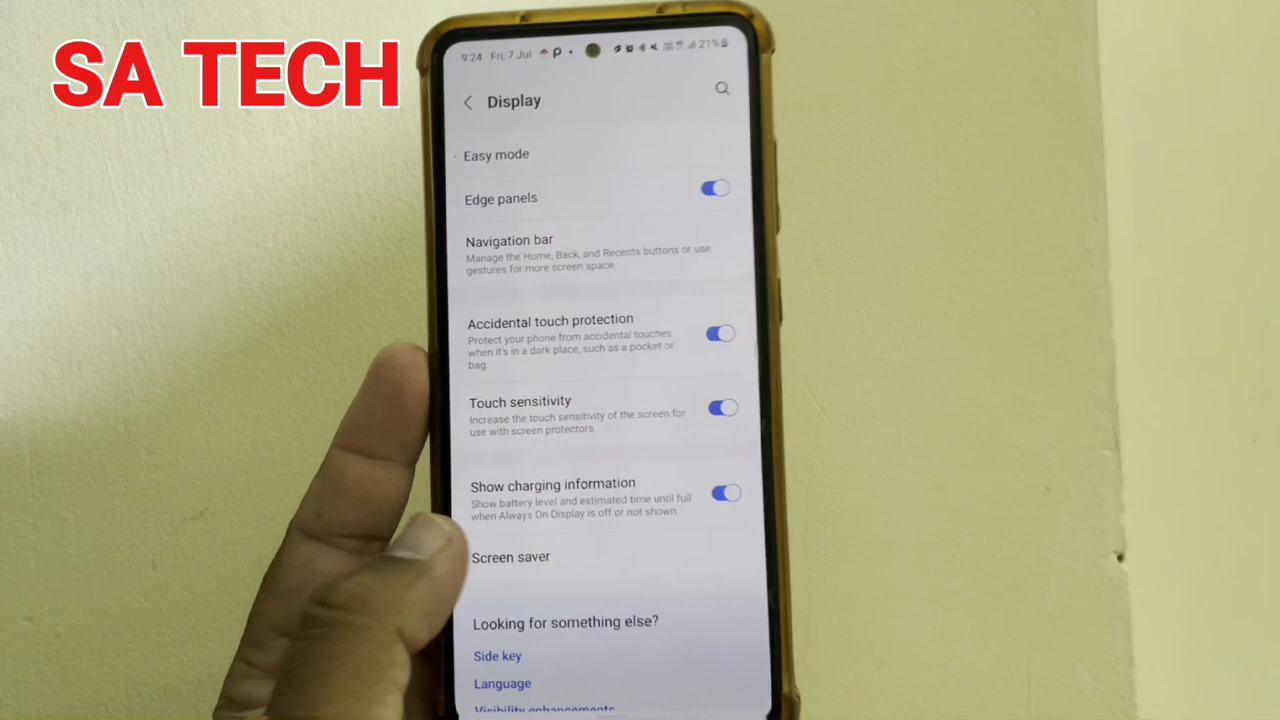 SA TECH
9:24 Fri, 7 Jul
21%
Display
Easy mode
Edge panels
Navigation bar
Manage the Home, Back, and Recents buttons or use
gestures for more screen space.
Accidental touch protection
Protect your phone from accidental touches
when it's in a dark place, such as a pocket or
bag.
Touch sensitivity
Increase the touch sensitivity of the screen for
use with screen protectors.
Show charging information
Show battery level and estimated time until full
when Always On Display is off or not shown.
Screen saver
Looking for something else?
Side key
Language
Visibility enhancements